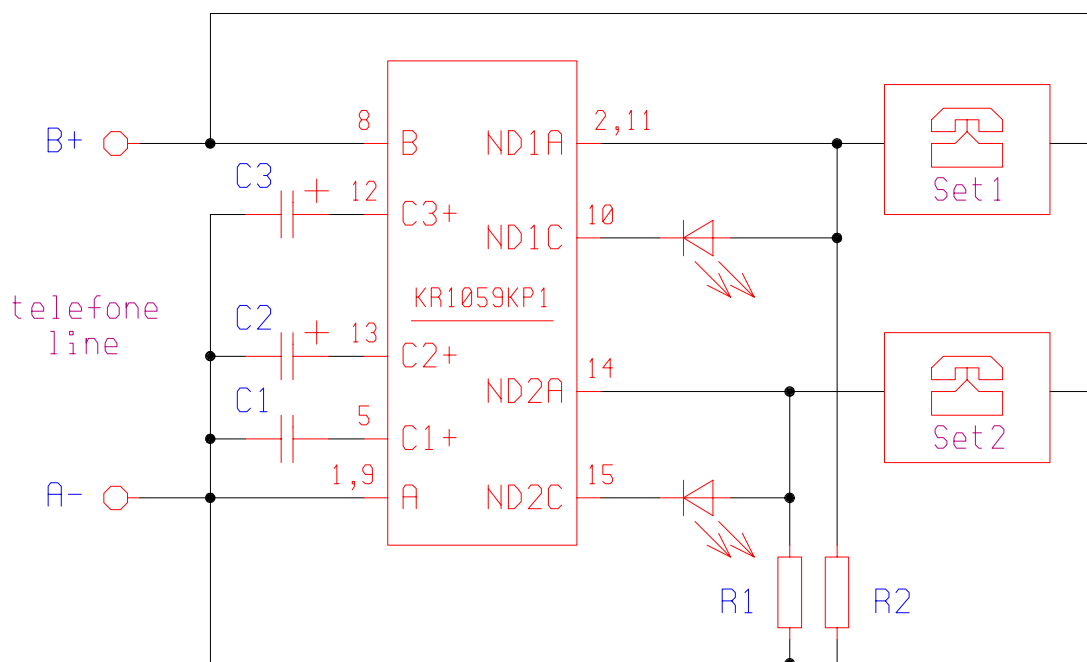 B+
8
B
ND1A
2,11
C3
+
12
C3+
Set1
10
ND1C
KR1059KP1
telefone
line
C2
+
13
C2+
14
ND2A
C1
5
C1+
Set2
A-
1,9
A
15
ND2C
R1
R2